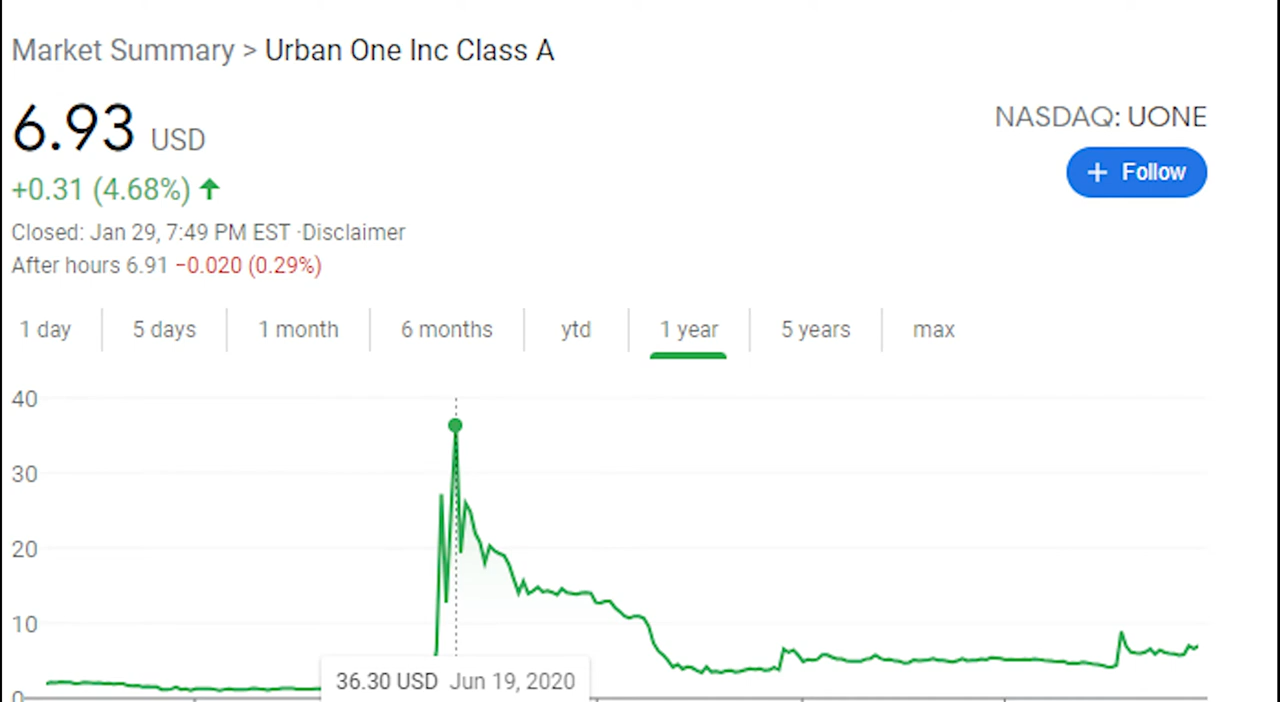 Market Summary > Urban One Inc Class A
6.93 USD
NASDAQ: UONE
+0.31 (4.68%)
+ Follow
Closed: Jan 29, 7:49 PM EST ·Disclaimer
After hours 6.91 −0.020 (0.29%)
1 day 5 days 1 month 6 months ytd 1 year 5 years max
40
30
20
10
0
36.30 USD Jun 19, 2020